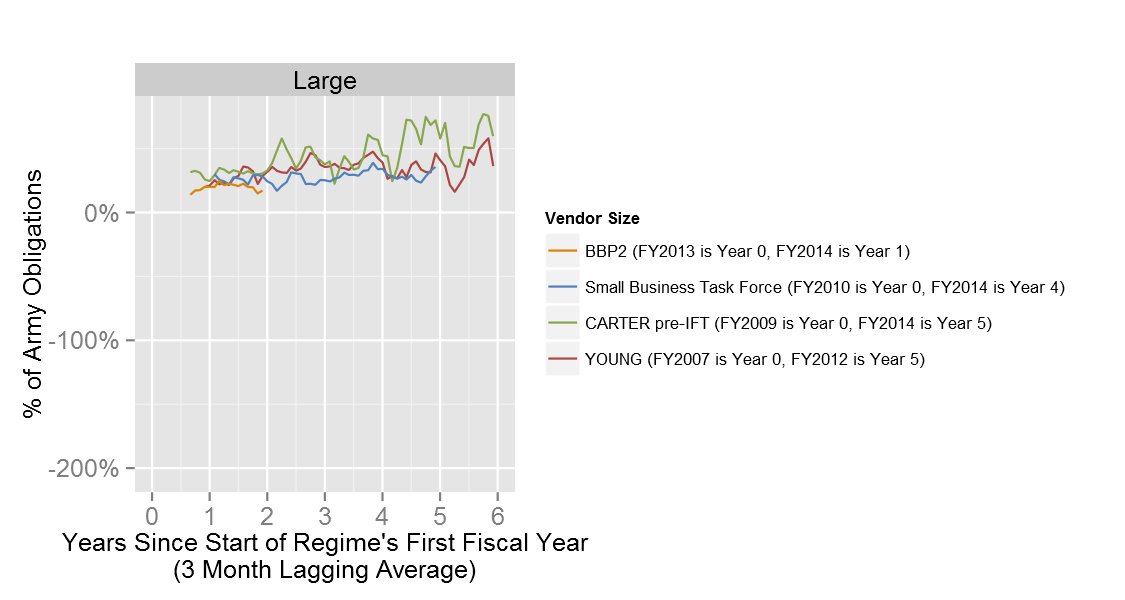 Large
% of Army Obligations
0%
-100%
-200%
0 1 2 3 4 5 6
Years Since Start of Regime's First Fiscal Year
(3 Month Lagging Average)
Vendor Size
BBP2 (FY2013 is Year 0, FY2014 is Year 1)
Small Business Task Force (FY2010 is Year 0, FY2014 is Year 4)
CARTER pre-IFT (FY2009 is Year 0, FY2014 is Year 5)
YOUNG (FY2007 is Year 0, FY2012 is Year 5)